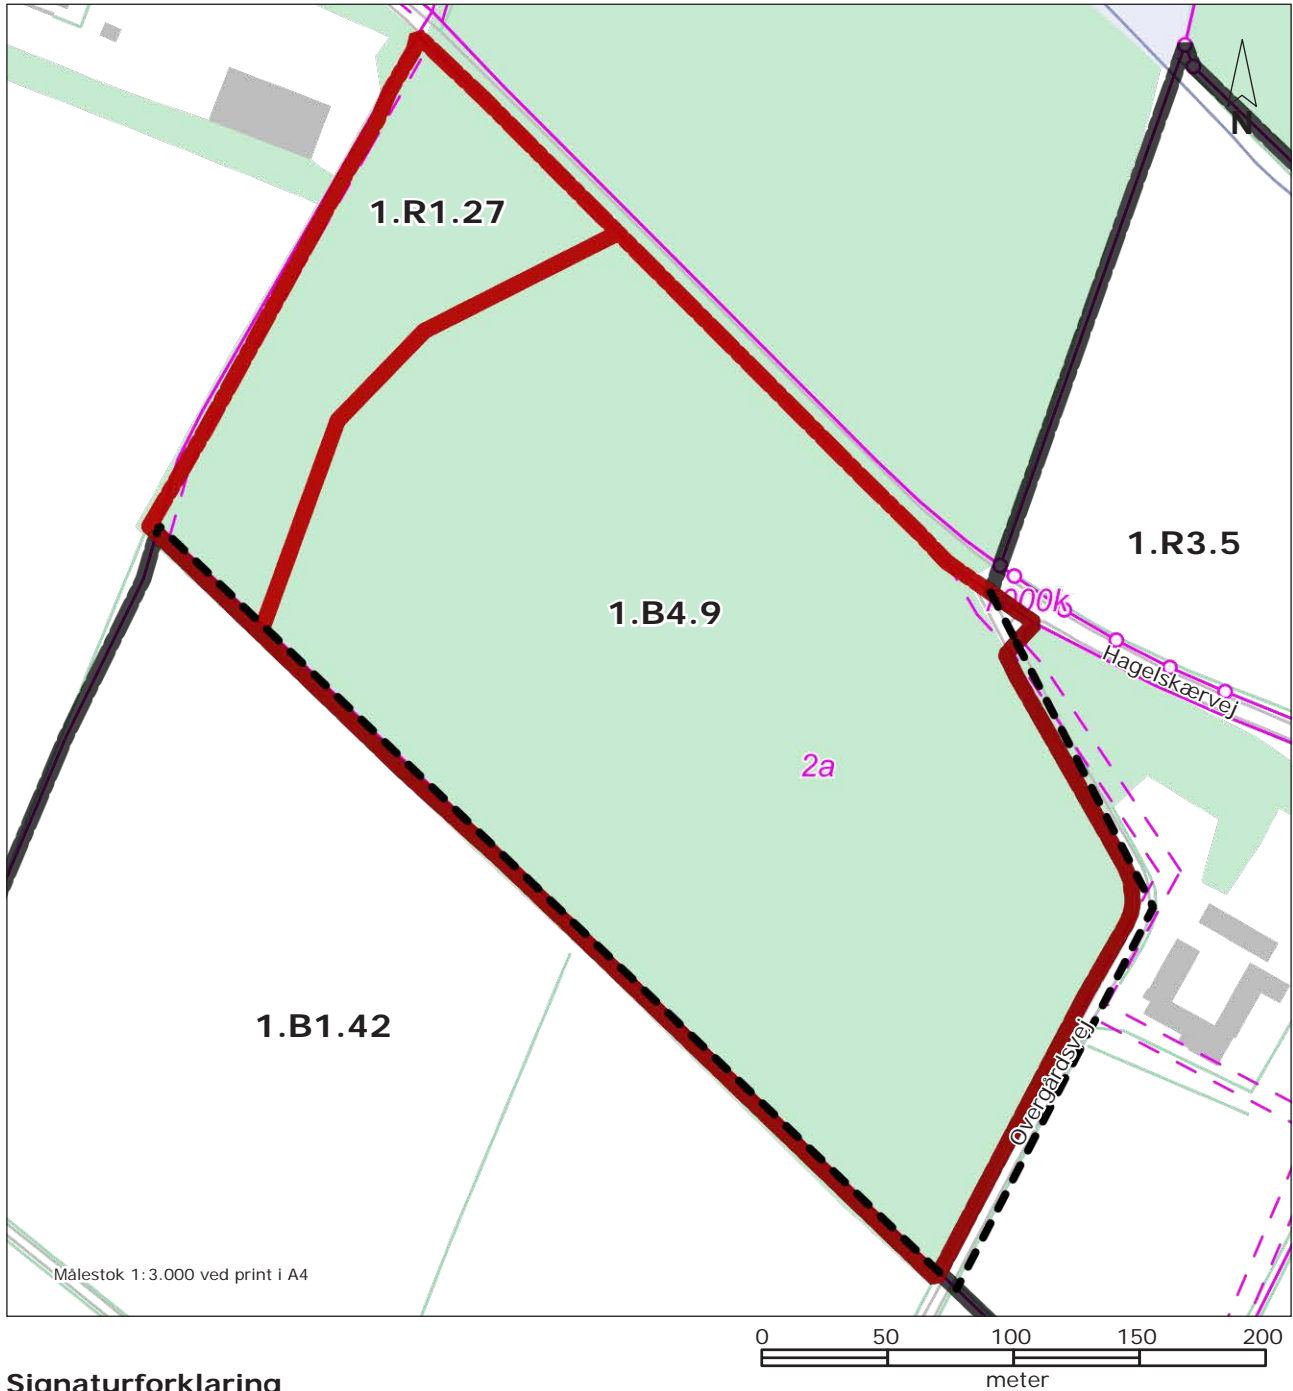 N
1.R1.27
1.R3.5
7000k
1.B4.9
Hagelskærvej
2a
1.B1.42
Overgårdsvej
Målestok 1:3.000 ved print i A4
0 50 100 150 200
meter
Signaturforklaring